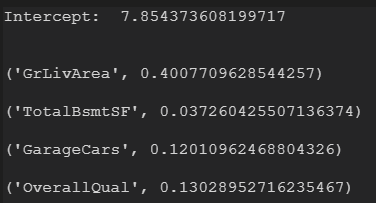 Intercept:  7.854373608199717
('GrLivArea', 0.4007709628544257)
('TotalBsmtSF', 0.037260425507136374)
('GarageCars', 0.12010962468804326)
('OverallQual', 0.13028952716235467)